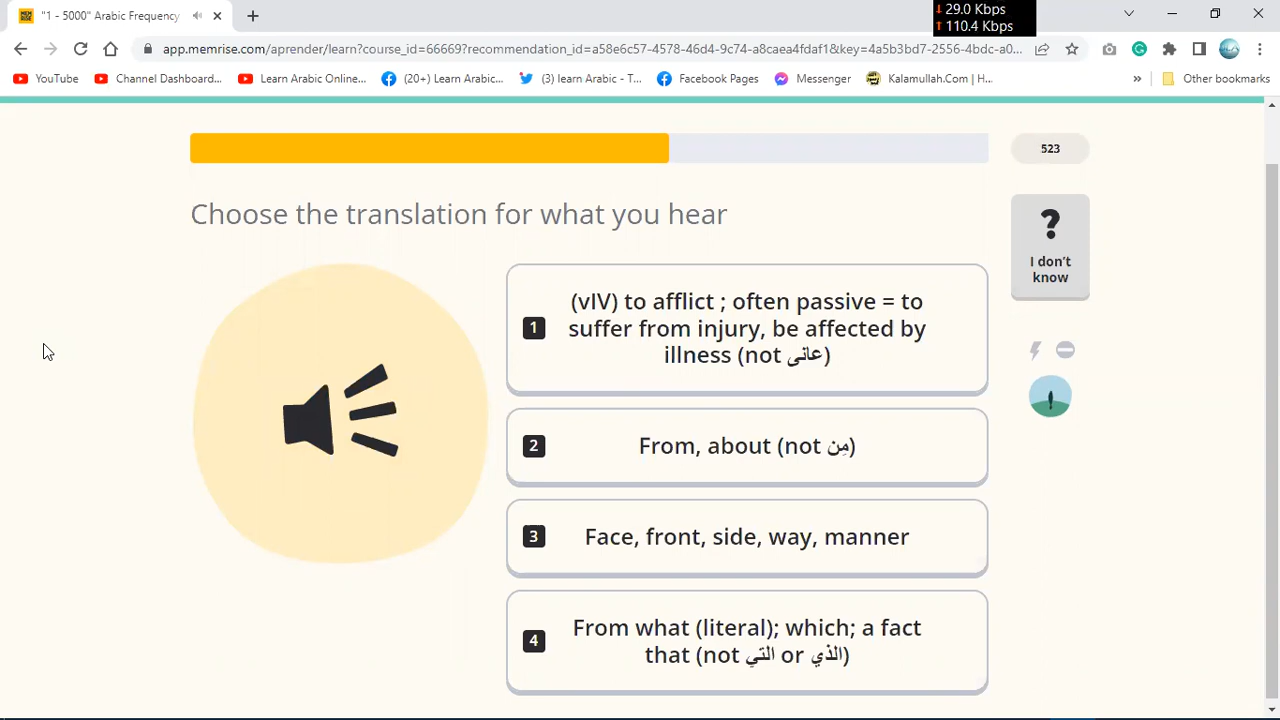 "1 - 5000" Arabic Frequency
29.0 Kbps
110.4 Kbps
app.memrise.com/aprender/learn?course_id=66669?recommendation_id=a58e6c57-4578-46d4-9c74-a8caea4fdaf1&key=4a5b3bd7-2556-4bdc-a0...
YouTube
Channel Dashboard...
Learn Arabic Online...
(20+) Learn Arabic...
(3) learn Arabic - T...
Facebook Pages
Messenger
Kalamullah.Com | H...
»
Other bookmarks
523
Choose the translation for what you hear
?
I don't
know
1
(vIV) to afflict ; often passive = to
suffer from injury, be affected by
illness (not عانى)
2
From, about (not مِن)
3
Face, front, side, way, manner
4
From what (literal); which; a fact
that (not التي or الذي)